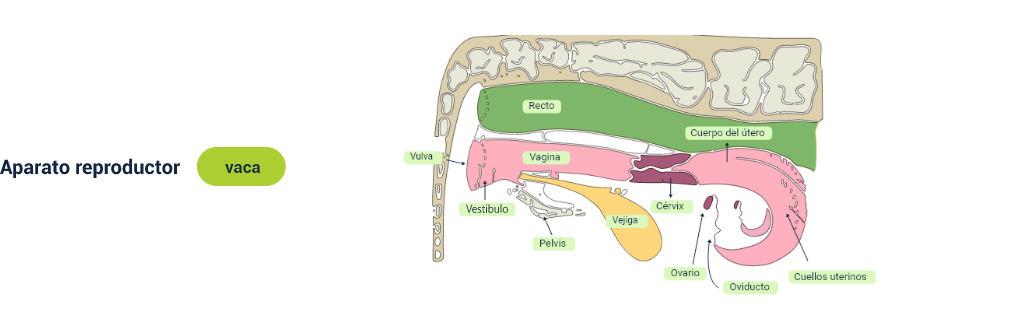 Aparato reproductor
vaca
Recto
Cuerpo del útero
Vulva
Vagina
Vestíbulo
Cérvix
Vejiga
Pelvis
Ovario
Oviducto
Cuellos uterinos